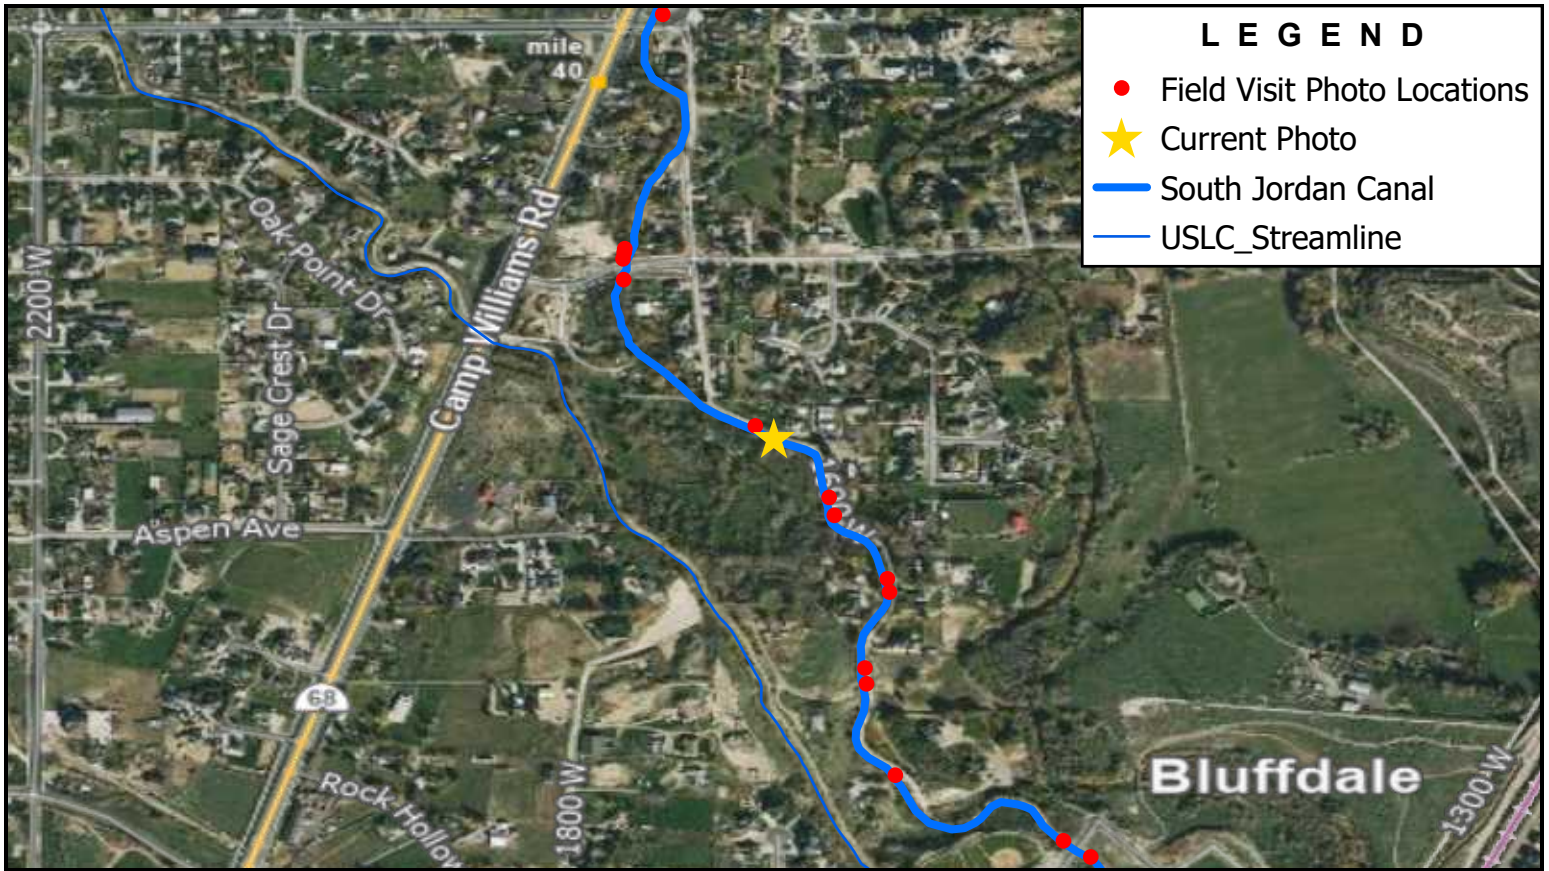 L E G E N D
Field Visit Photo Locations
Current Photo
South Jordan Canal
USLC_Streamline
mile
40
Oak Point Dr
Camp Williams Rd
2200 W
Sage Crest Dr
1600 W
Aspen Ave
68
Rock Hollow
1800 W
Bluffdale
1300 W